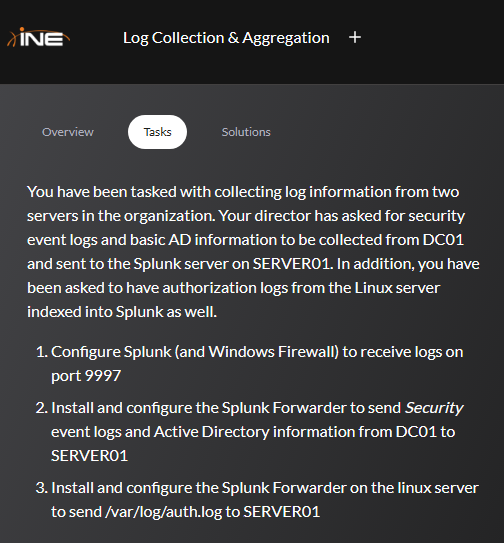 INE
Log Collection & Aggregation +
Overview Tasks Solutions
You have been tasked with collecting log information from two
servers in the organization. Your director has asked for security
event logs and basic AD information to be collected from DC01
and sent to the Splunk server on SERVER01. In addition, you have
been asked to have authorization logs from the Linux server
indexed into Splunk as well.
1. Configure Splunk (and Windows Firewall) to receive logs on
port 9997
2. Install and configure the Splunk Forwarder to send Security
event logs and Active Directory information from DC01 to
SERVER01
3. Install and configure the Splunk Forwarder on the linux server
to send /var/log/auth.log to SERVER01